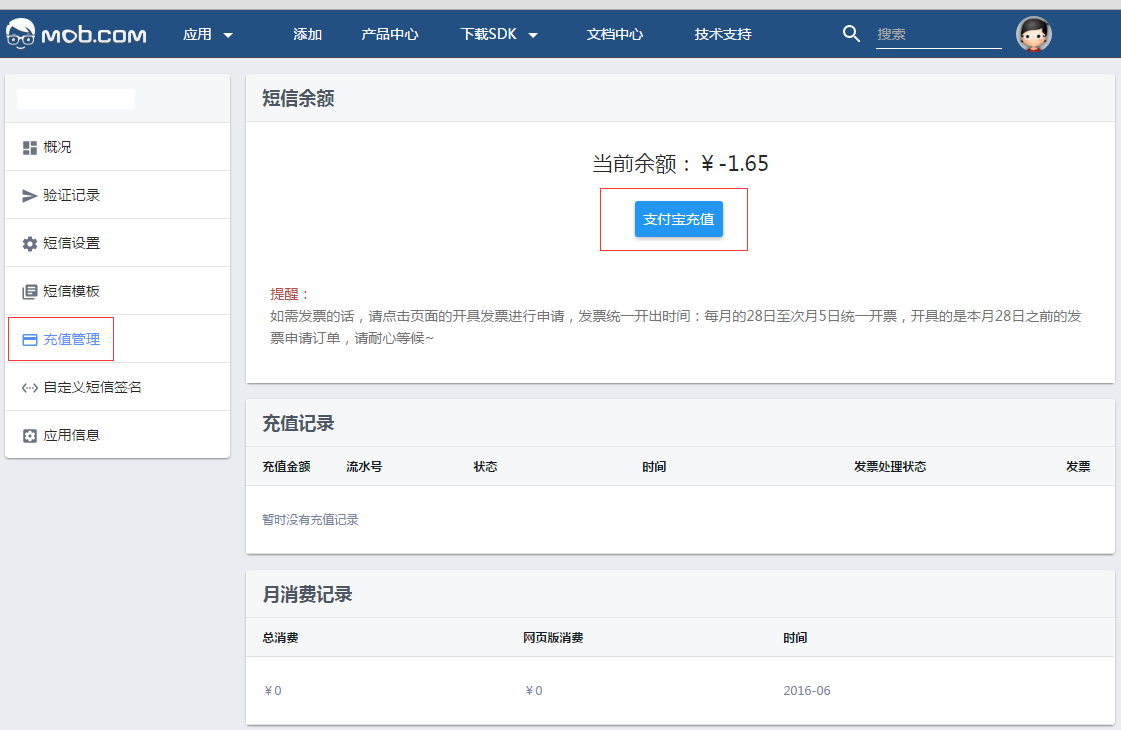 mob.com 应用 添加 产品中心 下载SDK 文档中心 技术支持 搜索
概况
验证记录
短信设置
短信模板
充值管理
自定义短信签名
应用信息
短信余额
当前余额：￥-1.65
支付宝充值
提醒：
如需发票的话，请点击页面的开具发票进行申请，发票统一开出时间：每月的28日至次月5日统一开票，开具的是本月28日之前的发
票申请订单，请耐心等候~
充值记录
充值金额 流水号 状态 时间 发票处理状态 发票
暂时没有充值记录
月消费记录
总消费 网页版消费 时间
￥0 ￥0 2016-06